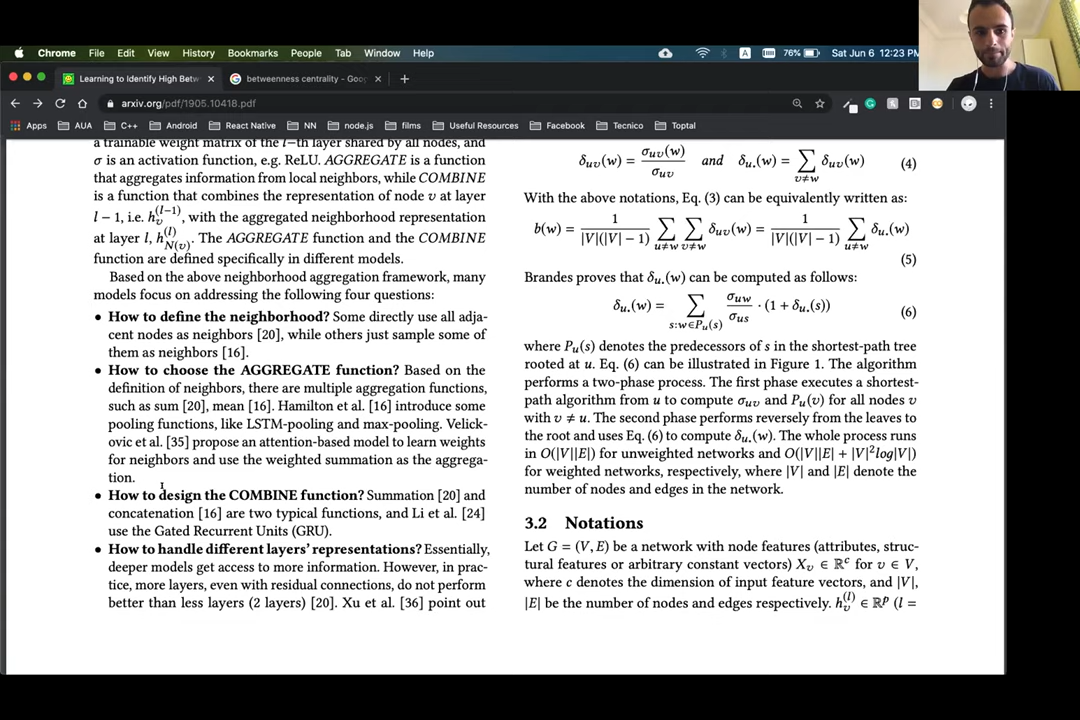 Chrome File Edit View History Bookmarks People Tab Window Help
A 76% Sat Jun 6 12:23 PM
Learning to Identify High Betw
betweenness centrality - Goo
arxiv.org/pdf/1905.10418.pdf
Apps AUA C++ Android React Native NN node.js films Useful Resources Facebook Tecnico Toptal
a trainable weight matrix of the l−th layer shared by all nodes, and
σ is an activation function, e.g. ReLU. AGGREGATE is a function
that aggregates information from local neighbors, while COMBINE
is a function that combines the representation of node v at layer
l − 1, i.e. h_v^(l−1), with the aggregated neighborhood representation
at layer l, h_N(v)^(l). The AGGREGATE function and the COMBINE
function are defined specifically in different models.
Based on the above neighborhood aggregation framework, many
models focus on addressing the following four questions:
• How to define the neighborhood? Some directly use all adja-
cent nodes as neighbors [20], while others just sample some of
them as neighbors [16].
• How to choose the AGGREGATE function? Based on the
definition of neighbors, there are multiple aggregation functions,
such as sum [20], mean [16]. Hamilton et al. [16] introduce some
pooling functions, like LSTM-pooling and max-pooling. Velick-
ovic et al. [35] propose an attention-based model to learn weights
for neighbors and use the weighted summation as the aggrega-
tion.
• How to design the COMBINE function? Summation [20] and
concatenation [16] are two typical functions, and Li et al. [24]
use the Gated Recurrent Units (GRU).
• How to handle different layers' representations? Essentially,
deeper models get access to more information. However, in prac-
tice, more layers, even with residual connections, do not perform
better than less layers (2 layers) [20]. Xu et al. [36] point out
δ_uv(w) = σ_uv(w) / σ_uv and δ_u.(w) = ∑_{v≠w} δ_uv(w) (4)
With the above notations, Eq. (3) can be equivalently written as:
b(w) = 1 / |V|(|V| − 1) ∑_{u≠w} ∑_{v≠w} δ_uv(w) = 1 / |V|(|V| − 1) ∑_{u≠w} δ_u.(w)
(5)
Brandes proves that δ_u.(w) can be computed as follows:
δ_u.(w) = ∑_{s:w∈P_u(s)} σ_uw / σ_us · (1 + δ_u.(s)) (6)
where P_u(s) denotes the predecessors of s in the shortest-path tree
rooted at u. Eq. (6) can be illustrated in Figure 1. The algorithm
performs a two-phase process. The first phase executes a shortest-
path algorithm from u to compute σ_uv and P_u(v) for all nodes v
with v ≠ u. The second phase performs reversely from the leaves to
the root and uses Eq. (6) to compute δ_u.(w). The whole process runs
in O(|V||E|) for unweighted networks and O(|V||E| + |V|²log|V|)
for weighted networks, respectively, where |V| and |E| denote the
number of nodes and edges in the network.
3.2 Notations
Let G = (V, E) be a network with node features (attributes, struc-
tural features or arbitrary constant vectors) X_v ∈ ℝ^c for v ∈ V,
where c denotes the dimension of input feature vectors, and |V|,
|E| be the number of nodes and edges respectively. h_v^(l) ∈ ℝ^p (l =